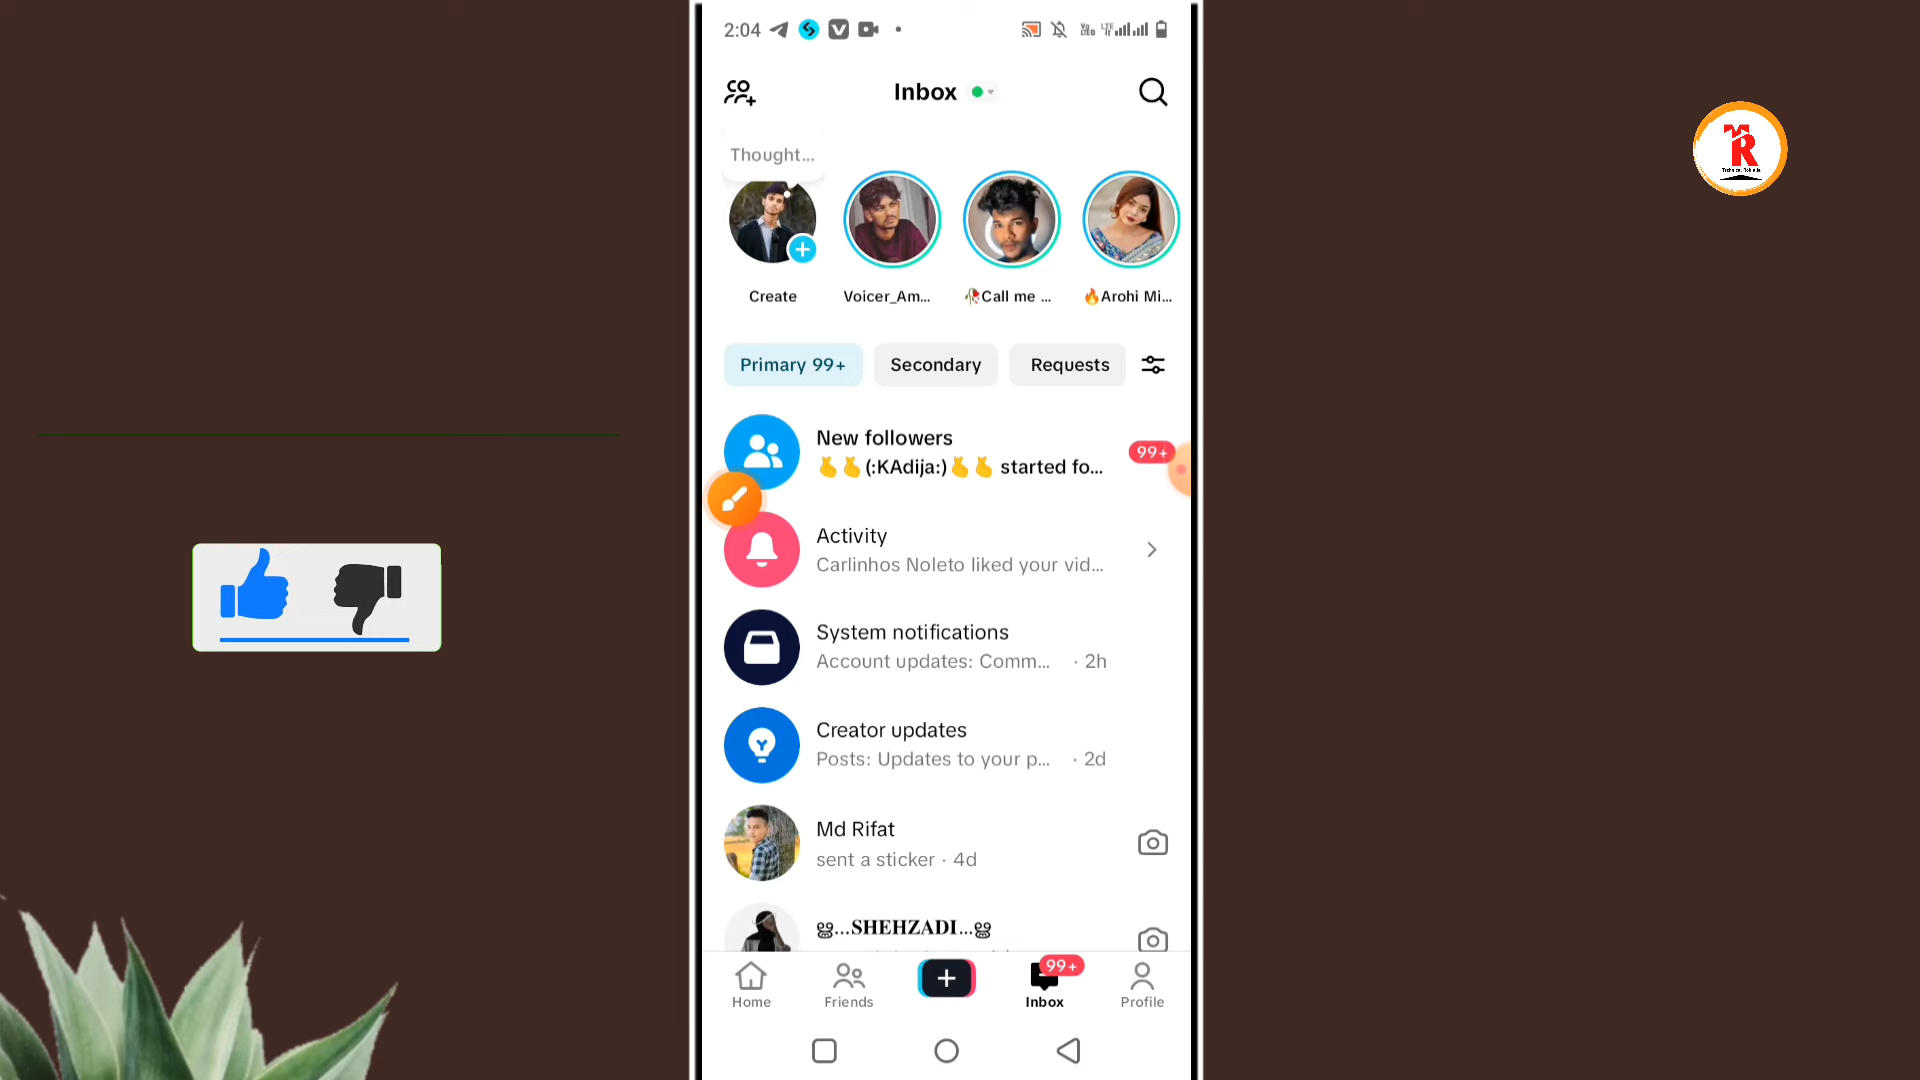 2:04
Inbox
Thought...
Create
Voicer_Am...
🥀Call me ...
🔥Arohi Mi...
Primary 99+
Secondary
Requests
New followers
🫰🫰(:KAdija:)🫰🫰 started fo...
99+
Activity
Carlinhos Noleto liked your vid...
System notifications
Account updates: Comm... · 2h
Creator updates
Posts: Updates to your p... · 2d
Md Rifat
sent a sticker · 4d
ஐ...𝐒𝐇𝐄𝐇𝐙𝐀𝐃𝐈...ஐ
99+
Home
Friends
Inbox
Profile